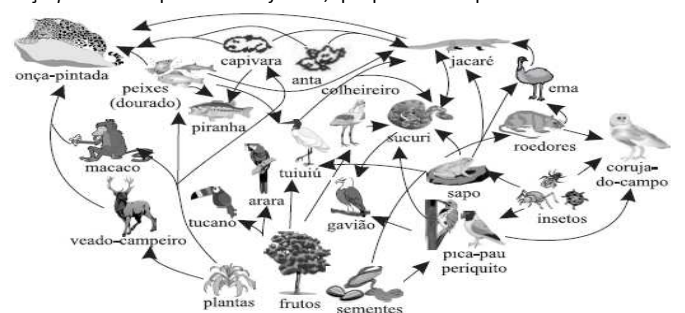 onça-pintada
peixes
(dourado)
capivara
anta
jacaré
ema
piranha
colheireiro
sucuri
roedores
macaco
tuiuiú
coruja-
do-campo
sapo
arara
tucano
gavião
insetos
veado-campeiro
pica-pau
periquito
plantas
frutos
sementes